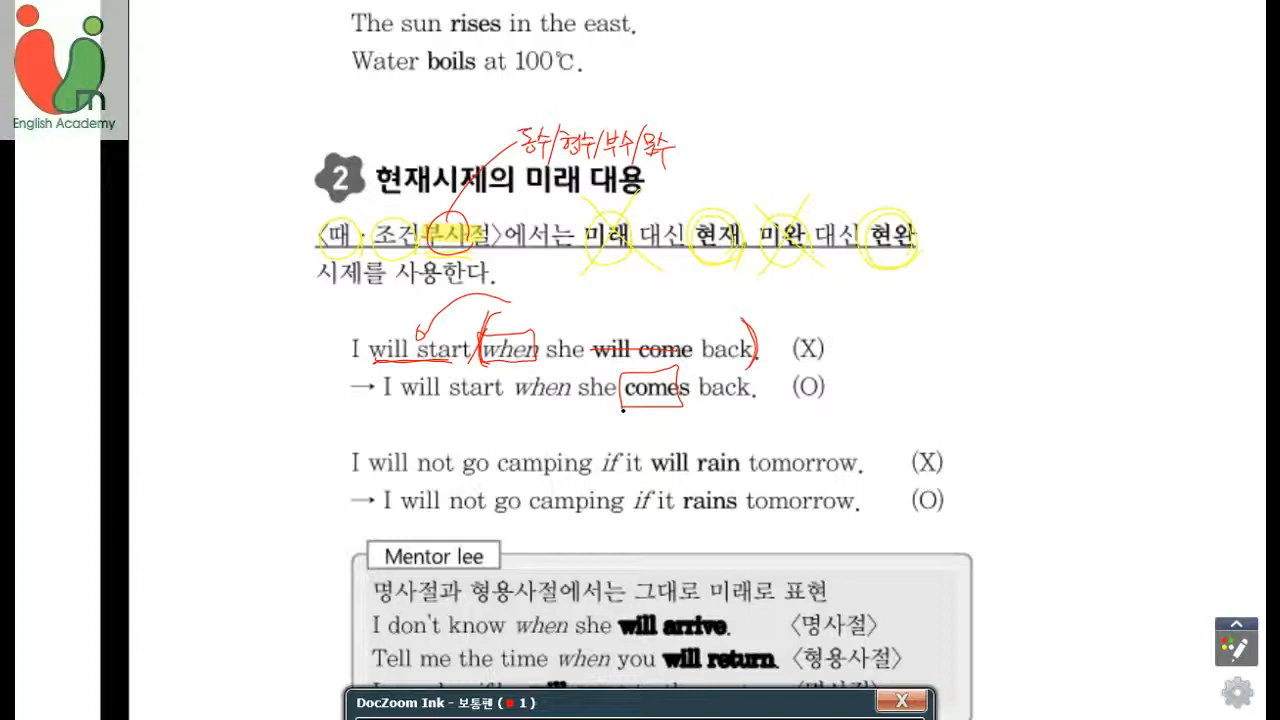 The sun rises in the east.
Water boils at 100℃.
English Academy
동수/형수/부수/문수
2 현재시제의 미래 대용
〈때 · 조건부사절〉에서는 미래 대신 현재, 미완 대신 현완
시제를 사용한다.
I will start when she will come back. (X)
→ I will start when she comes back. (O)
I will not go camping if it will rain tomorrow. (X)
→ I will not go camping if it rains tomorrow. (O)
Mentor lee
명사절과 형용사절에서는 그대로 미래로 표현
I don't know when she will arrive. 〈명사절〉
Tell me the time when you will return. 〈형용사절〉
DocZoom Ink - 보통펜 ( 1 )
X